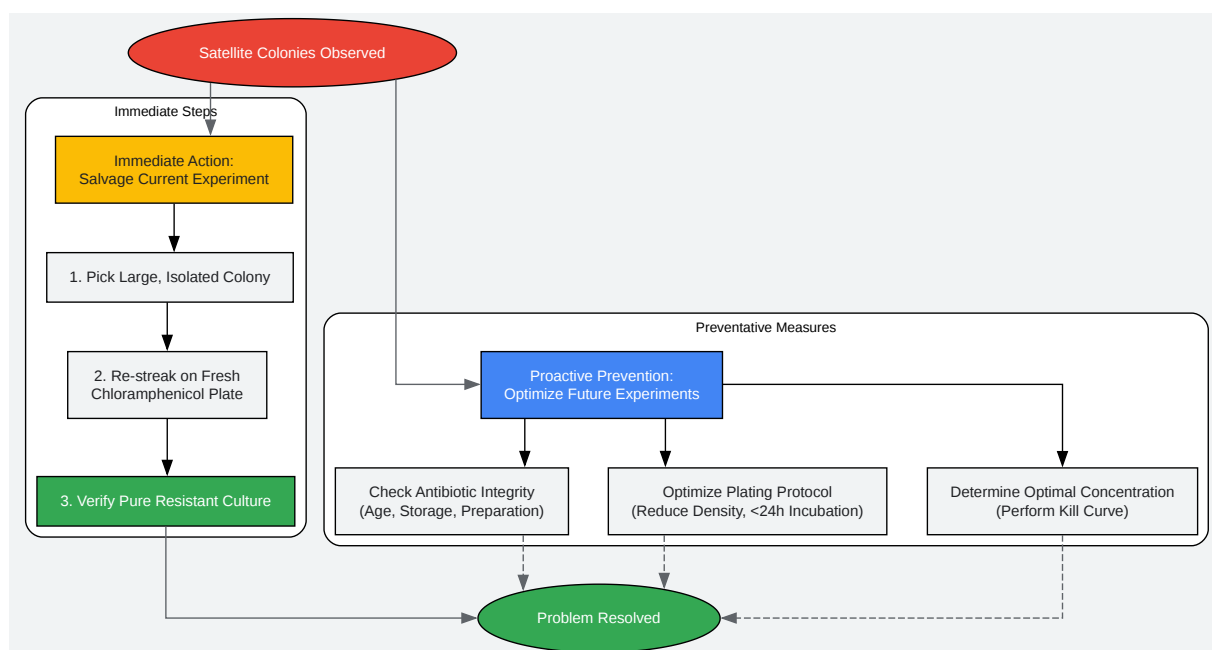 Satellite Colonies Observed
Immediate Steps
Immediate Action:
Salvage Current Experiment
1. Pick Large, Isolated Colony
2. Re-streak on Fresh
Chloramphenicol Plate
3. Verify Pure Resistant Culture
Preventative Measures
Proactive Prevention:
Optimize Future Experiments
Check Antibiotic Integrity
(Age, Storage, Preparation)
Optimize Plating Protocol
(Reduce Density, <24h Incubation)
Determine Optimal Concentration
(Perform Kill Curve)
Problem Resolved